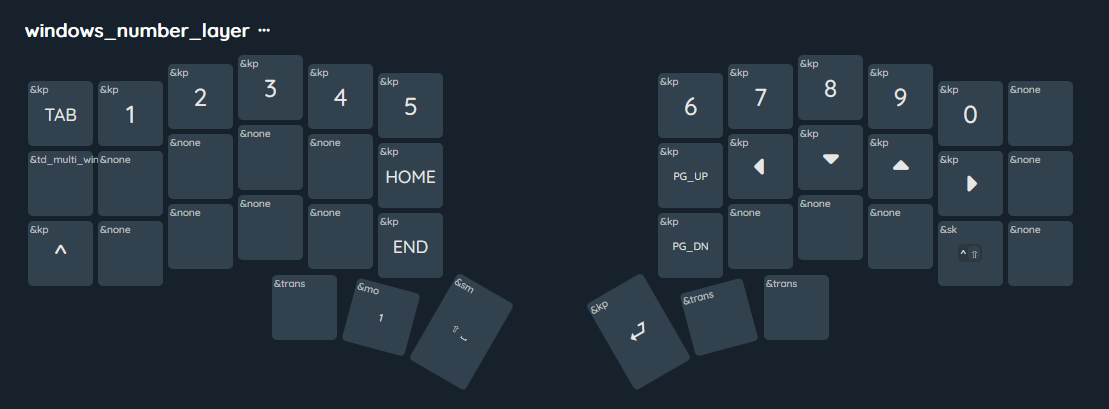 windows_number_layer ···
&kp &kp &kp &kp &kp &kp &kp &kp &kp &kp &kp &none
TAB 1 2 3 4 5 6 7 8 9 0
&td_multi_win &none &none &none &none &kp &kp &kp &kp &kp &kp &none
HOME PG_UP
&kp &none &none &none &none &kp &kp &none &none &none &sk &none
^ END PG_DN ^ ⇧
&trans &mo &sm &kp &trans &trans
1 ⇧ ⎵